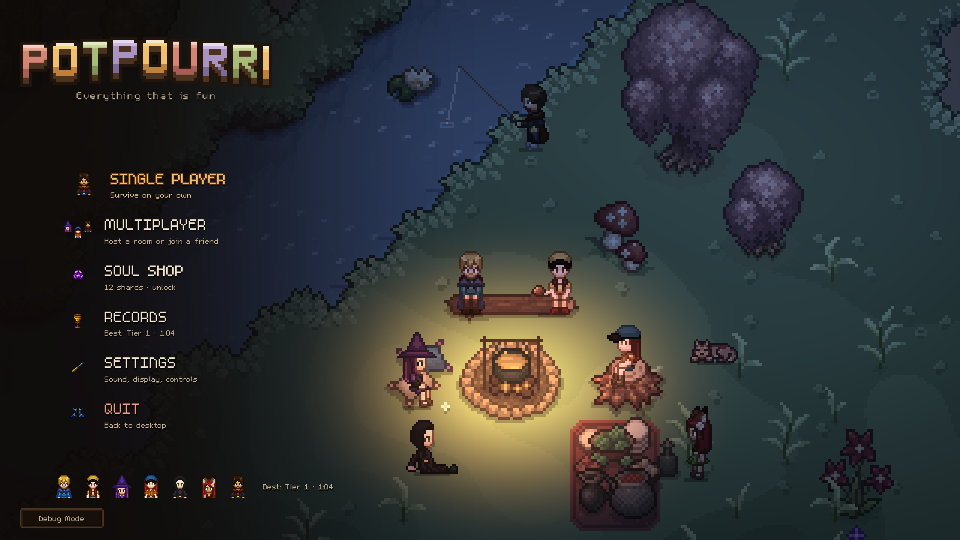 POTPOURRI
Everything that is fun
SINGLE PLAYER
Survive on your own
MULTIPLAYER
Host a room or join a friend
SOUL SHOP
12 shards · unlock
RECORDS
Best: Tier 1 · 1:04
SETTINGS
Sound, display, controls
QUIT
Back to desktop
Best: Tier 1 · 1:04
Debug Mode